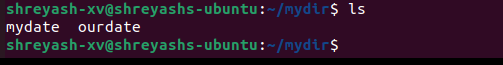 shreyash-xv@shreyashs-ubuntu:~/mydir$ ls
mydate  ourdate
shreyash-xv@shreyashs-ubuntu:~/mydir$